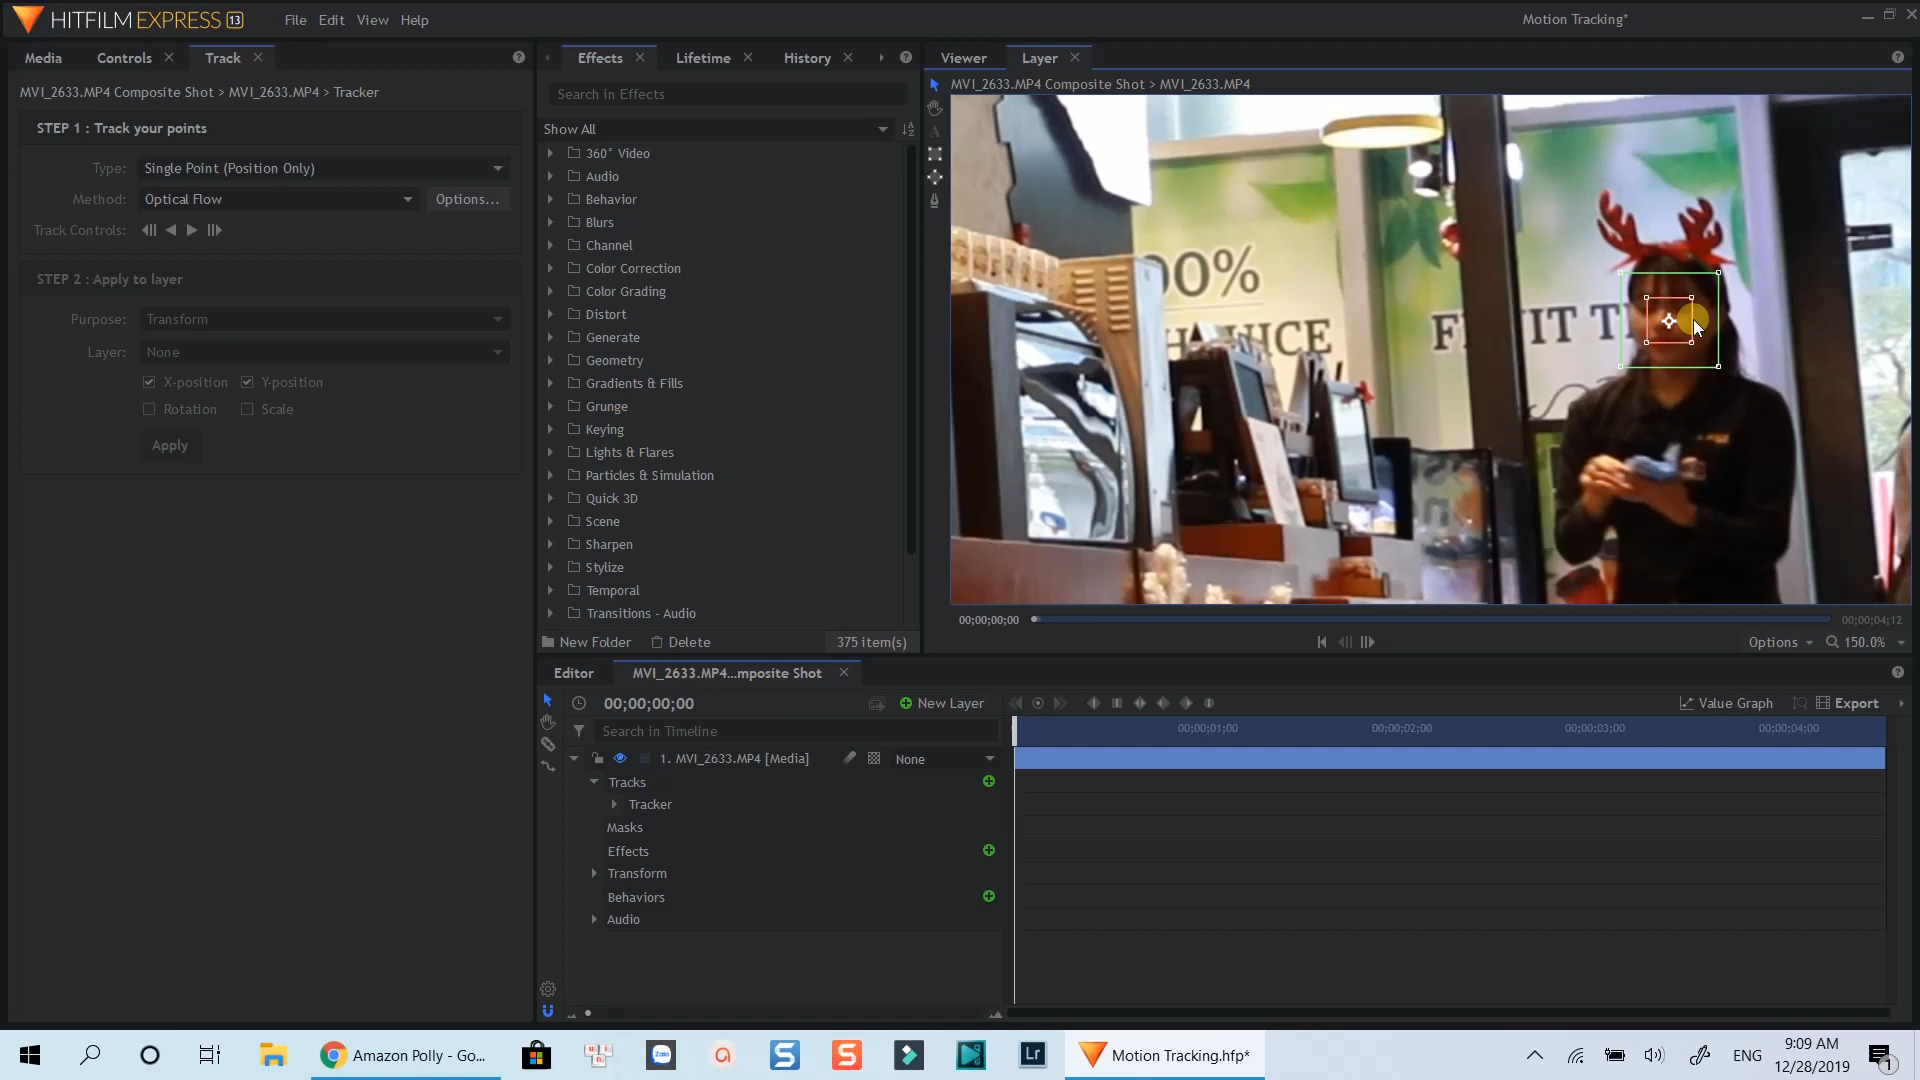 HITFILM EXPRESS 13
File Edit View Help
Motion Tracking*
Media Controls Track
Effects Lifetime History
Viewer Layer
MVI_2633.MP4 Composite Shot > MVI_2633.MP4 > Tracker
STEP 1 : Track your points
Type: Single Point (Position Only)
Method: Optical Flow Options...
Track Controls:
STEP 2 : Apply to layer
Purpose: Transform
Layer: None
X-position Y-position
Rotation Scale
Apply
Search in Effects
Show All
360° Video
Audio
Behavior
Blurs
Channel
Color Correction
Color Grading
Distort
Generate
Geometry
Gradients & Fills
Grunge
Keying
Lights & Flares
Particles & Simulation
Quick 3D
Scene
Sharpen
Stylize
Temporal
Transitions - Audio
New Folder Delete 375 item(s)
MVI_2633.MP4 Composite Shot > MVI_2633.MP4
00%
UICE
FRUIT T
00;00;00;00 00;00;04;12
Options 150.0%
Editor MVI_2633.MP4...mposite Shot
00;00;00;00 New Layer
Value Graph Export
Search in Timeline
00;00;01;00 00;00;02;00 00;00;03;00 00;00;04;00
1. MVI_2633.MP4 [Media] None
Tracks
Tracker
Masks
Effects
Transform
Behaviors
Audio
Amazon Polly - Go...
Zalo
Lr
Motion Tracking.hfp*
ENG
9:09 AM
12/28/2019
1